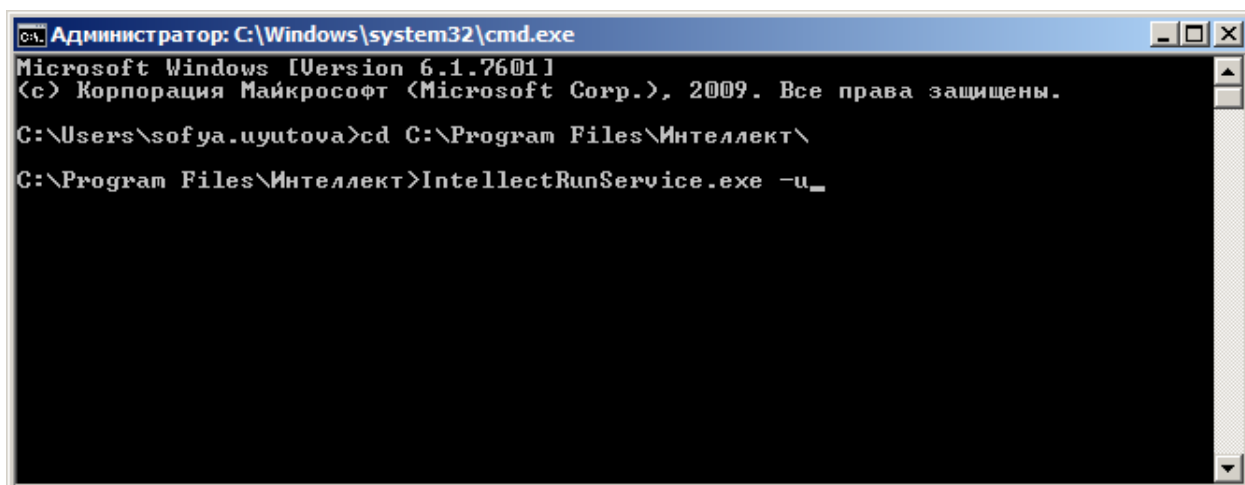 Администратор: C:\Windows\system32\cmd.exe
Microsoft Windows [Version 6.1.7601]
(c) Корпорация Майкрософт (Microsoft Corp.), 2009. Все права защищены.
C:\Users\sofya.uyutova>cd C:\Program Files\Интеллект\
C:\Program Files\Интеллект>IntellectRunService.exe -u_